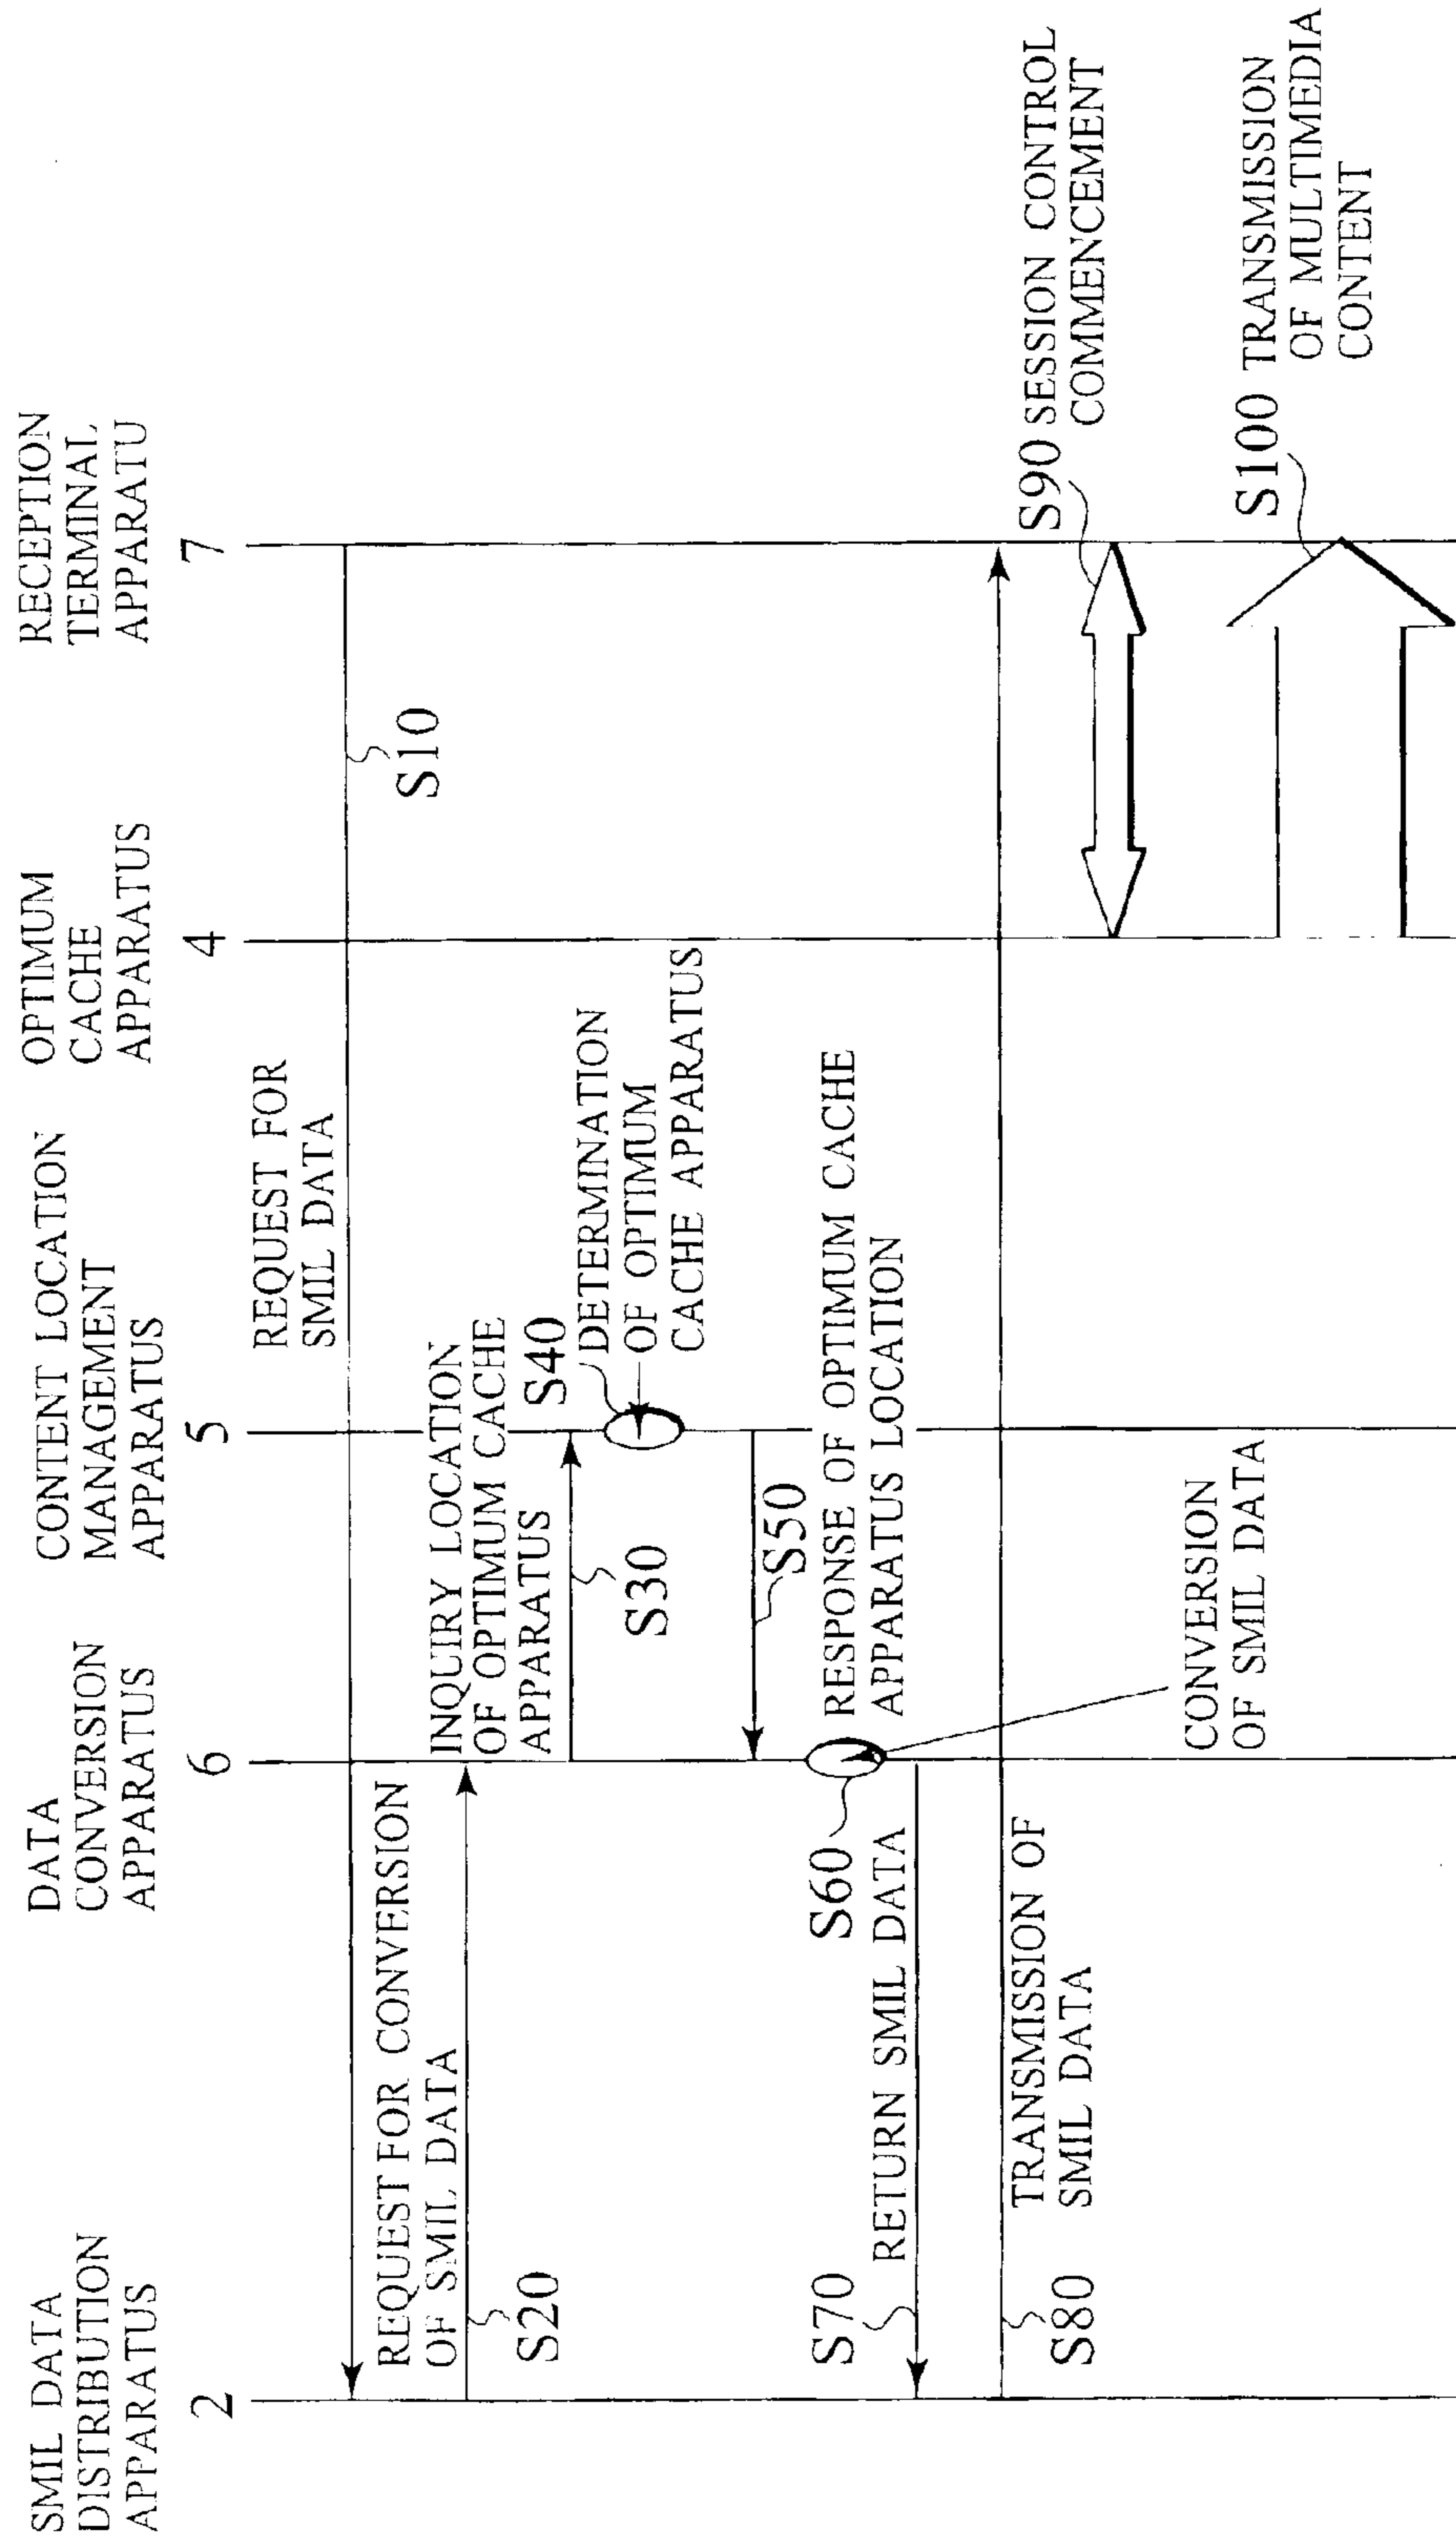 SMIL DATA
DISTRIBUTION
APPARATUS
2
DATA
CONVERSION
APPARATUS
6
CONTENT LOCATION
MANAGEMENT
APPARATUS
5
OPTIMUM
CACHE
APPARATUS
4
RECEPTION
TERMINAL
APPARATU
7
REQUEST FOR
SMIL DATA
S10
REQUEST FOR CONVERSION
OF SMIL DATA
S20
INQUIRY LOCATION
OF OPTIMUM CACHE
APPARATUS
S30
S40
DETERMINATION
OF OPTIMUM
CACHE APPARATUS
S50
RESPONSE OF OPTIMUM CACHE
APPARATUS LOCATION
S60
CONVERSION
OF SMIL DATA
S70
RETURN SMIL DATA
S80
TRANSMISSION OF
SMIL DATA
S90 SESSION CONTROL
COMMENCEMENT
S100 TRANSMISSION
OF MULTIMEDIA
CONTENT